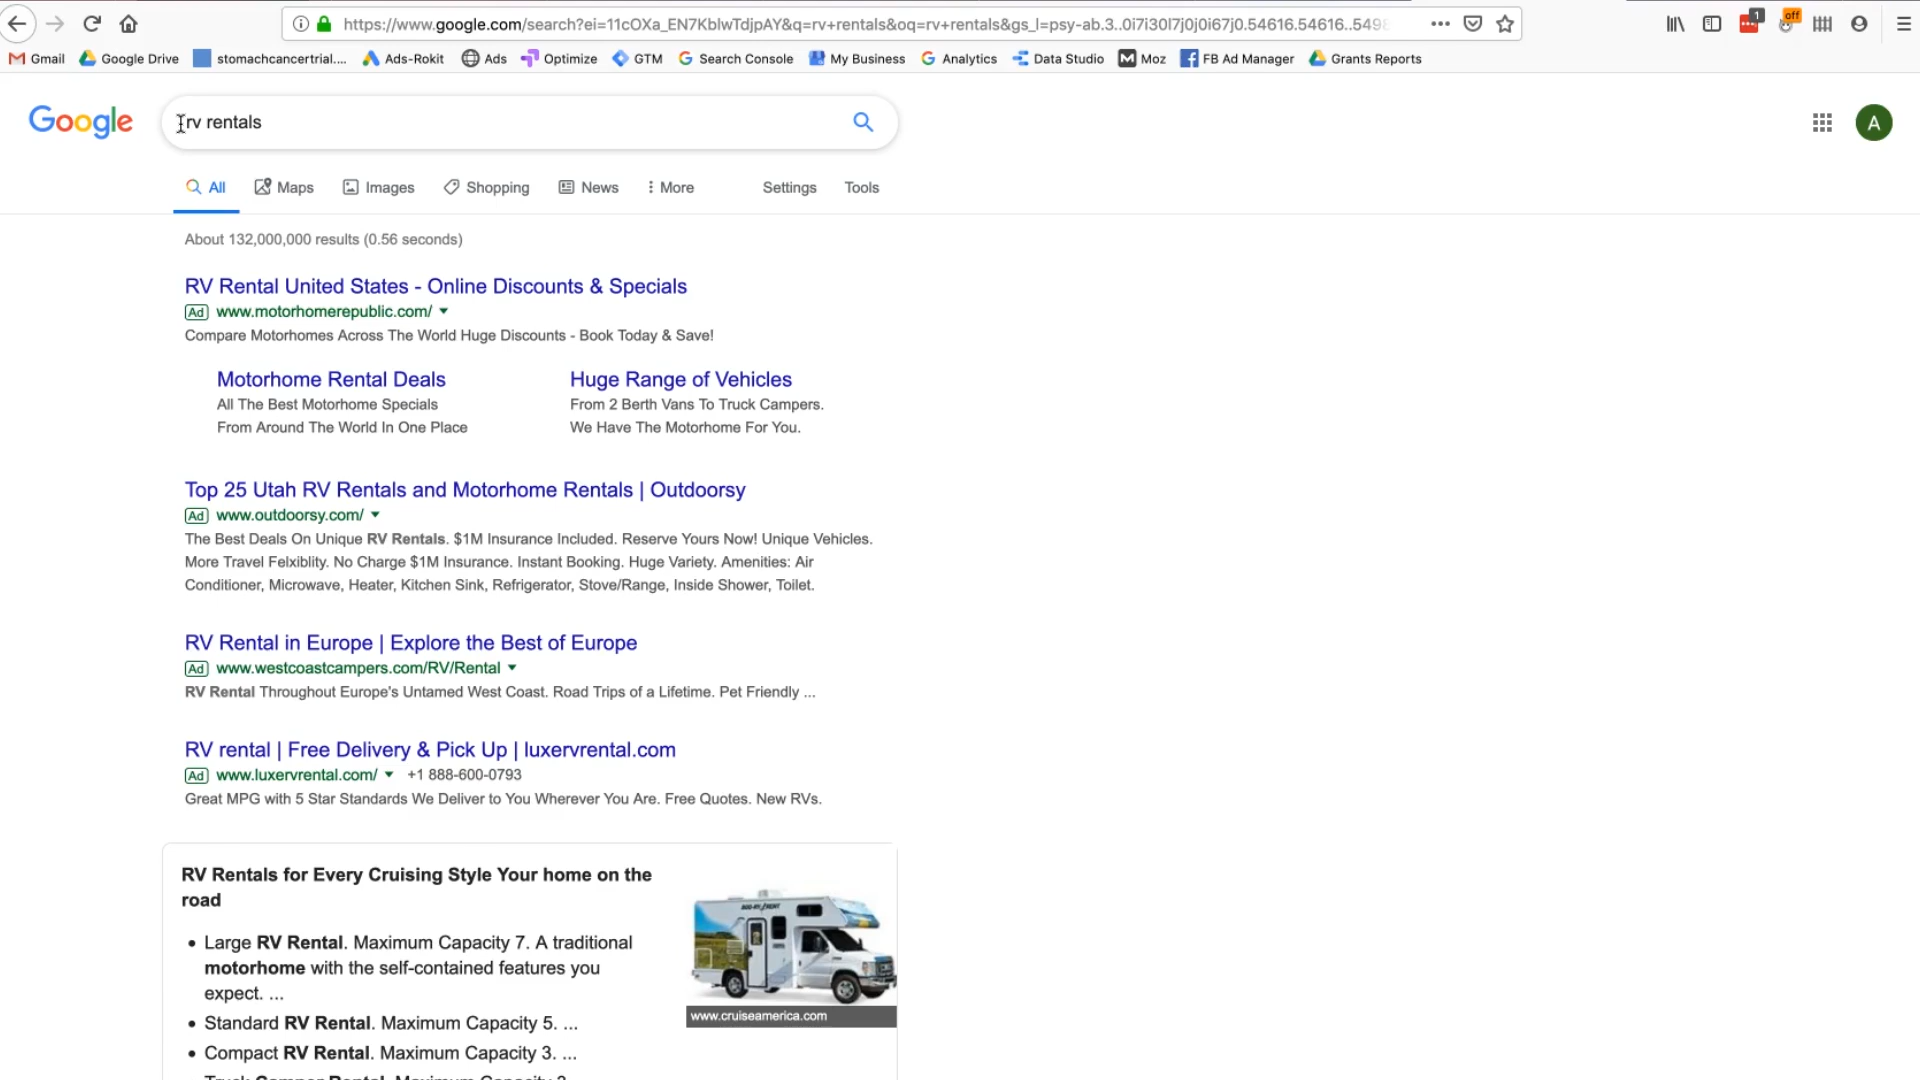 https://www.google.com/search?ei=11cOXa_EN7KblwTdjpAY&q=rv+rentals&oq=rv+rentals&gs_l=psy-ab.3..0i7i30l7j0j0i67j0.54616.54616..5498
1
off
Gmail
Google Drive
stomachcancertrial....
Ads-Rokit
Ads
Optimize
GTM
Search Console
My Business
Analytics
Data Studio
Moz
FB Ad Manager
Grants Reports
Google
rv rentals
A
All
Maps
Images
Shopping
News
More
Settings
Tools
About 132,000,000 results (0.56 seconds)
RV Rental United States - Online Discounts & Specials
Ad www.motorhomerepublic.com/
Compare Motorhomes Across The World Huge Discounts - Book Today & Save!
Motorhome Rental Deals
All The Best Motorhome Specials
From Around The World In One Place
Huge Range of Vehicles
From 2 Berth Vans To Truck Campers.
We Have The Motorhome For You.
Top 25 Utah RV Rentals and Motorhome Rentals | Outdoorsy
Ad www.outdoorsy.com/
The Best Deals On Unique RV Rentals. $1M Insurance Included. Reserve Yours Now! Unique Vehicles.
More Travel Felxiblity. No Charge $1M Insurance. Instant Booking. Huge Variety. Amenities: Air
Conditioner, Microwave, Heater, Kitchen Sink, Refrigerator, Stove/Range, Inside Shower, Toilet.
RV Rental in Europe | Explore the Best of Europe
Ad www.westcoastcampers.com/RV/Rental
RV Rental Throughout Europe's Untamed West Coast. Road Trips of a Lifetime. Pet Friendly ...
RV rental | Free Delivery & Pick Up | luxervrental.com
Ad www.luxervrental.com/ +1 888-600-0793
Great MPG with 5 Star Standards We Deliver to You Wherever You Are. Free Quotes. New RVs.
RV Rentals for Every Cruising Style Your home on the
road
Large RV Rental. Maximum Capacity 7. A traditional
motorhome with the self-contained features you
expect. ...
Standard RV Rental. Maximum Capacity 5. ...
Compact RV Rental. Maximum Capacity 3. ...
Truck Camper Rental. Maximum Capacity
www.cruiseamerica.com